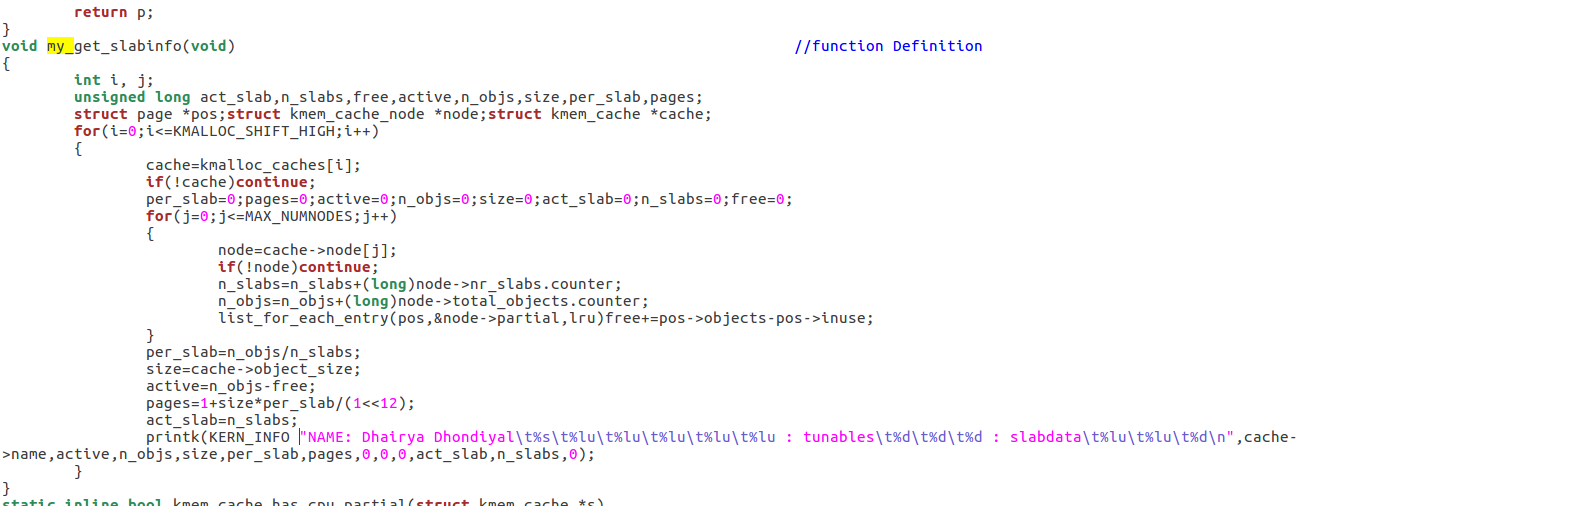 return p;
}
void my_get_slabinfo(void)                                                              //function Definition
{
        int i, j;
        unsigned long act_slab,n_slabs,free,active,n_objs,size,per_slab,pages;
        struct page *pos;struct kmem_cache_node *node;struct kmem_cache *cache;
        for(i=0;i<=KMALLOC_SHIFT_HIGH;i++)
        {
                cache=kmalloc_caches[i];
                if(!cache)continue;
                per_slab=0;pages=0;active=0;n_objs=0;size=0;act_slab=0;n_slabs=0;free=0;
                for(j=0;j<=MAX_NUMNODES;j++)
                {
                        node=cache->node[j];
                        if(!node)continue;
                        n_slabs=n_slabs+(long)node->nr_slabs.counter;
                        n_objs=n_objs+(long)node->total_objects.counter;
                        list_for_each_entry(pos,&node->partial,lru)free+=pos->objects-pos->inuse;
                }
                per_slab=n_objs/n_slabs;
                size=cache->object_size;
                active=n_objs-free;
                pages=1+size*per_slab/(1<<12);
                act_slab=n_slabs;
                printk(KERN_INFO "NAME: Dhairya Dhondiyal\t%s\t%lu\t%lu\t%lu\t%lu\t%lu : tunables\t%d\t%d\t%d : slabdata\t%lu\t%lu\t%d\n",cache-
>name,active,n_objs,size,per_slab,pages,0,0,0,act_slab,n_slabs,0);
        }
}
static inline bool kmem_cache_has_cpu_partial(struct kmem_cache *s)